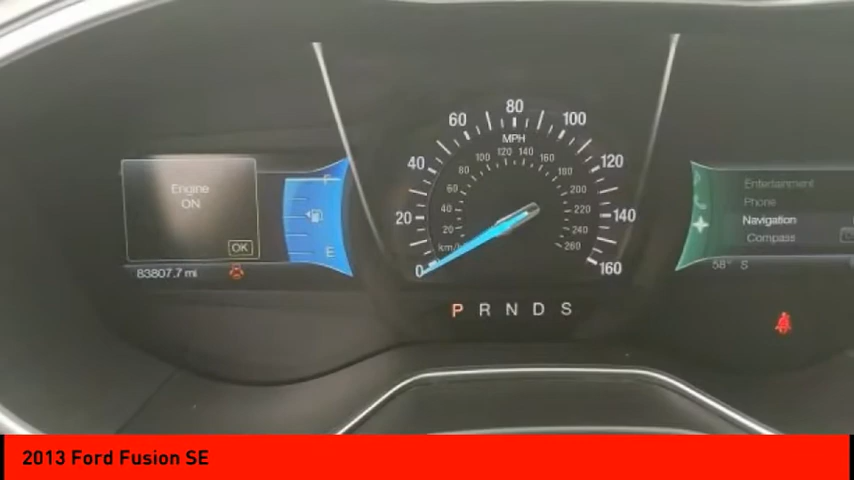 Engine
ON
OK
83807.7 mi
F
E
0
20
40
60
80
100
120
140
160
MPH
km/h
20
40
60
80
100
120
140
160
180
200
220
240
260
P R N D S
Entertainment
Phone
Navigation
Compass
58° S
2013 Ford Fusion SE